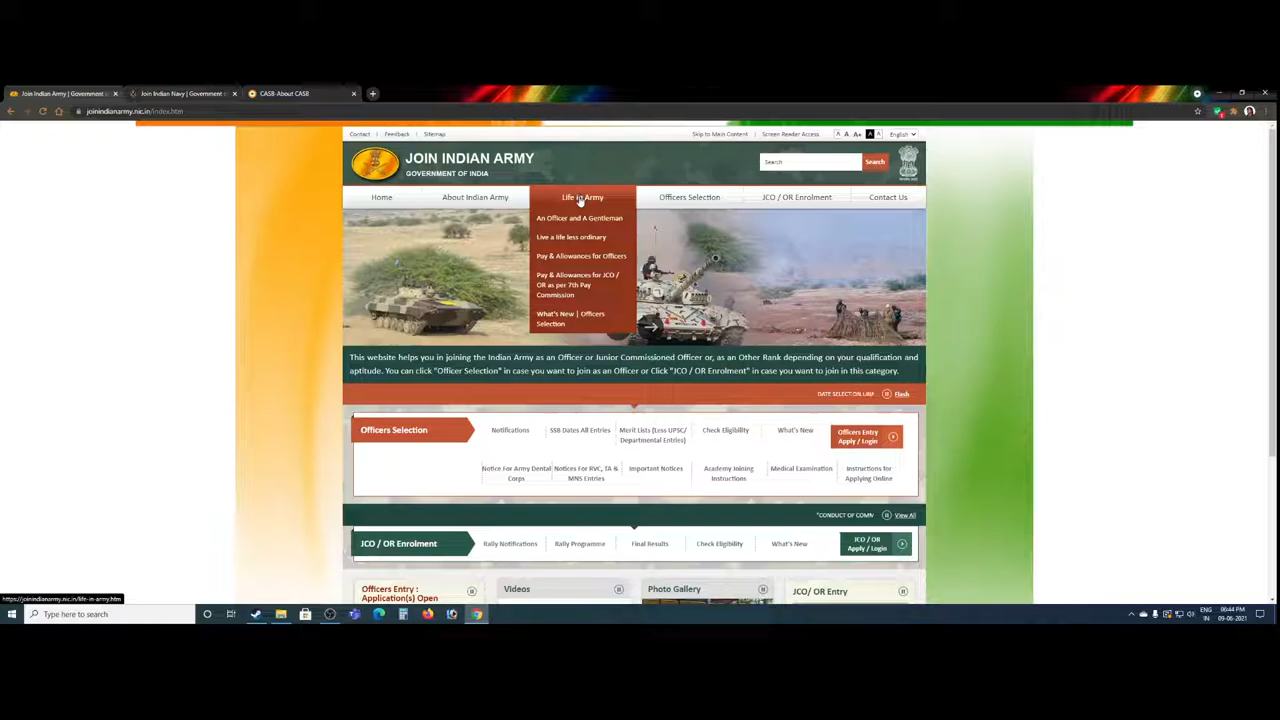 Join Indian Army | Government o
Join Indian Navy | Government o
CASB-About CASB
joinindianarmy.nic.in/index.htm
Contact | Feedback | Sitemap
Skip to Main Content | Screen Reader Access | A A A+ A A English
JOIN INDIAN ARMY
GOVERNMENT OF INDIA
Search Search
Home About Indian Army Life in Army Officers Selection JCO / OR Enrolment Contact Us
An Officer and A Gentleman
Live a life less ordinary
Pay & Allowances for Officers
Pay & Allowances for JCO /
OR as per 7th Pay
Commission
What's New | Officers
Selection
This website helps you in joining the Indian Army as an Officer or Junior Commissioned Officer or, as an Other Rank depending on your qualification and
aptitude. You can click "Officer Selection" in case you want to join as an Officer or Click "JCO / OR Enrolment" in case you want to join in this category.
Flash
Officers Selection
Notifications
SSB Dates All Entries
Merit Lists (Less UPSC/
Departmental Entries)
Check Eligibility
What's New
Officers Entry
Apply / Login
Notice For Army Dental
Corps
Notices For RVC, TA &
MNS Entries
Important Notices
Academy Joining
Instructions
Medical Examination
Instructions for
Applying Online
"CONDUCT OF COMM
View All
JCO / OR Enrolment
Rally Notifications
Rally Programme
Final Results
Check Eligibility
What's New
JCO / OR
Apply / Login
Officers Entry :
Application(s) Open
Videos
Photo Gallery
JCO/ OR Entry
https://joinindianarmy.nic.in/life-in-army.htm
Type here to search
ENG
IN
06:44 PM
09-06-2021